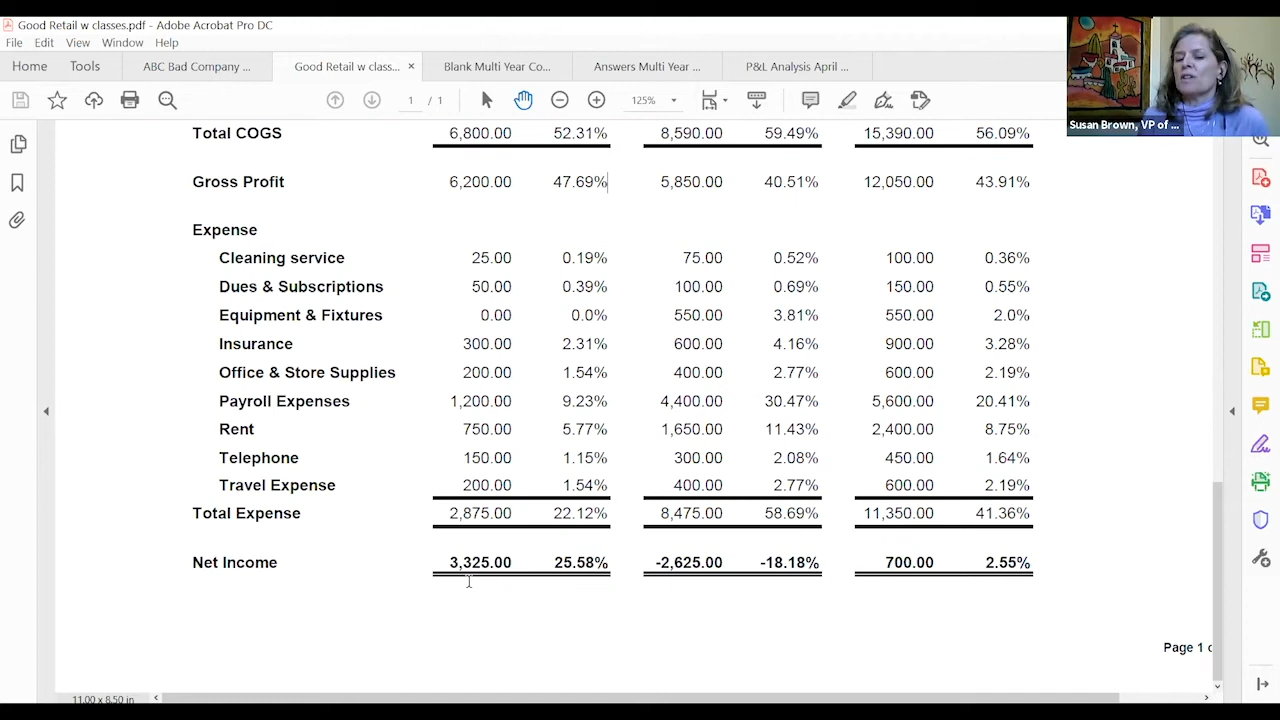 Good Retail w classes.pdf - Adobe Acrobat Pro DC
File Edit View Window Help
Home Tools ABC Bad Company ... Good Retail w class... × Blank Multi Year Co... Answers Multi Year ... P&L Analysis April ...
1 / 1 125%
Susan Brown, VP of ...
Total COGS 6,800.00 52.31% 8,590.00 59.49% 15,390.00 56.09%
Gross Profit 6,200.00 47.69% 5,850.00 40.51% 12,050.00 43.91%
Expense
Cleaning service 25.00 0.19% 75.00 0.52% 100.00 0.36%
Dues & Subscriptions 50.00 0.39% 100.00 0.69% 150.00 0.55%
Equipment & Fixtures 0.00 0.0% 550.00 3.81% 550.00 2.0%
Insurance 300.00 2.31% 600.00 4.16% 900.00 3.28%
Office & Store Supplies 200.00 1.54% 400.00 2.77% 600.00 2.19%
Payroll Expenses 1,200.00 9.23% 4,400.00 30.47% 5,600.00 20.41%
Rent 750.00 5.77% 1,650.00 11.43% 2,400.00 8.75%
Telephone 150.00 1.15% 300.00 2.08% 450.00 1.64%
Travel Expense 200.00 1.54% 400.00 2.77% 600.00 2.19%
Total Expense 2,875.00 22.12% 8,475.00 58.69% 11,350.00 41.36%
Net Income 3,325.00 25.58% -2,625.00 -18.18% 700.00 2.55%
Page 1
11.00 x 8.50 in